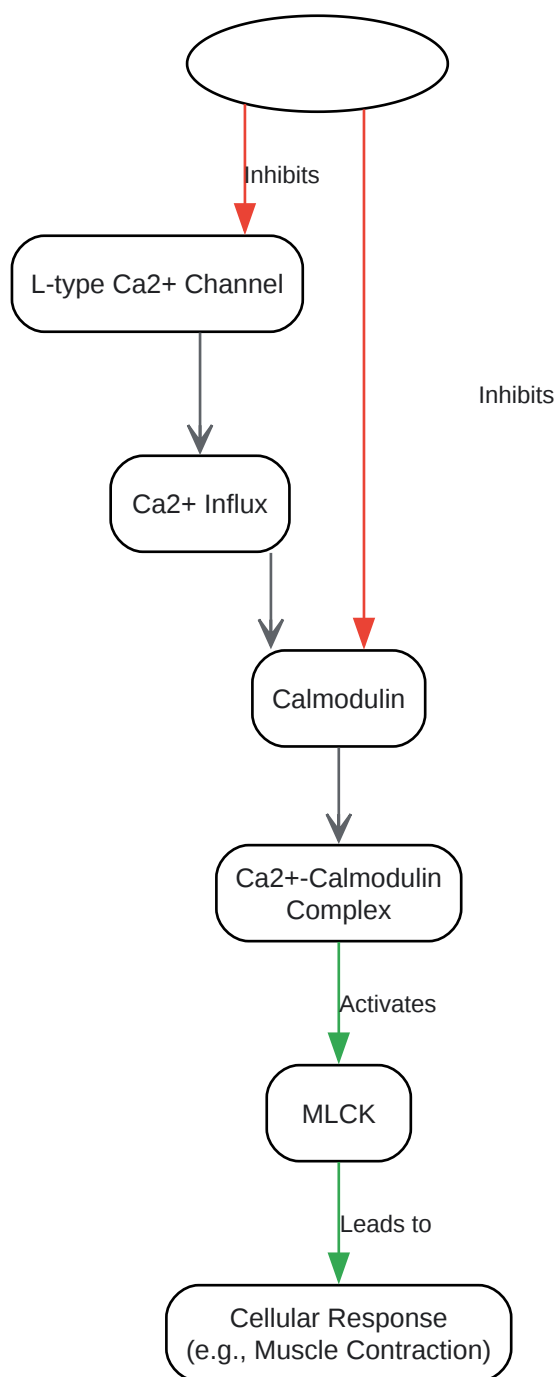 Inhibits
L-type Ca2+ Channel
Inhibits
Ca2+ Influx
Calmodulin
Ca2+-Calmodulin
Complex
Activates
MLCK
Leads to
Cellular Response
(e.g., Muscle Contraction)